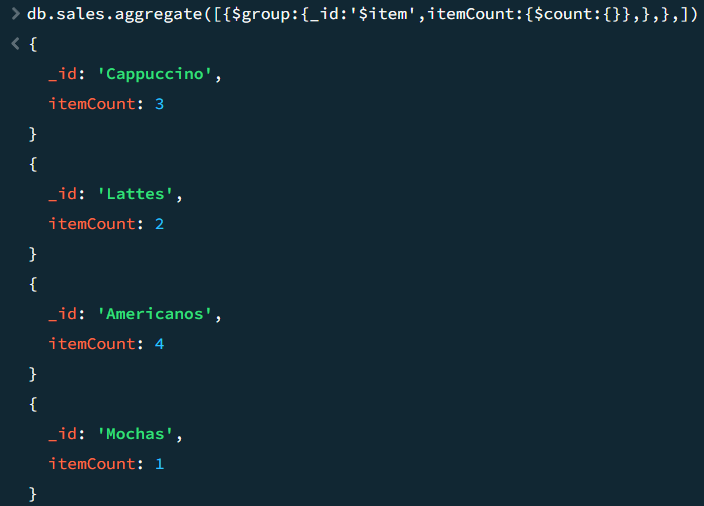 > db.sales.aggregate([{$group:{_id:'$item',itemCount:{$count:{}},},},])
< {
_id: 'Cappuccino',
itemCount: 3
}
{
_id: 'Lattes',
itemCount: 2
}
{
_id: 'Americanos',
itemCount: 4
}
{
_id: 'Mochas',
itemCount: 1
}